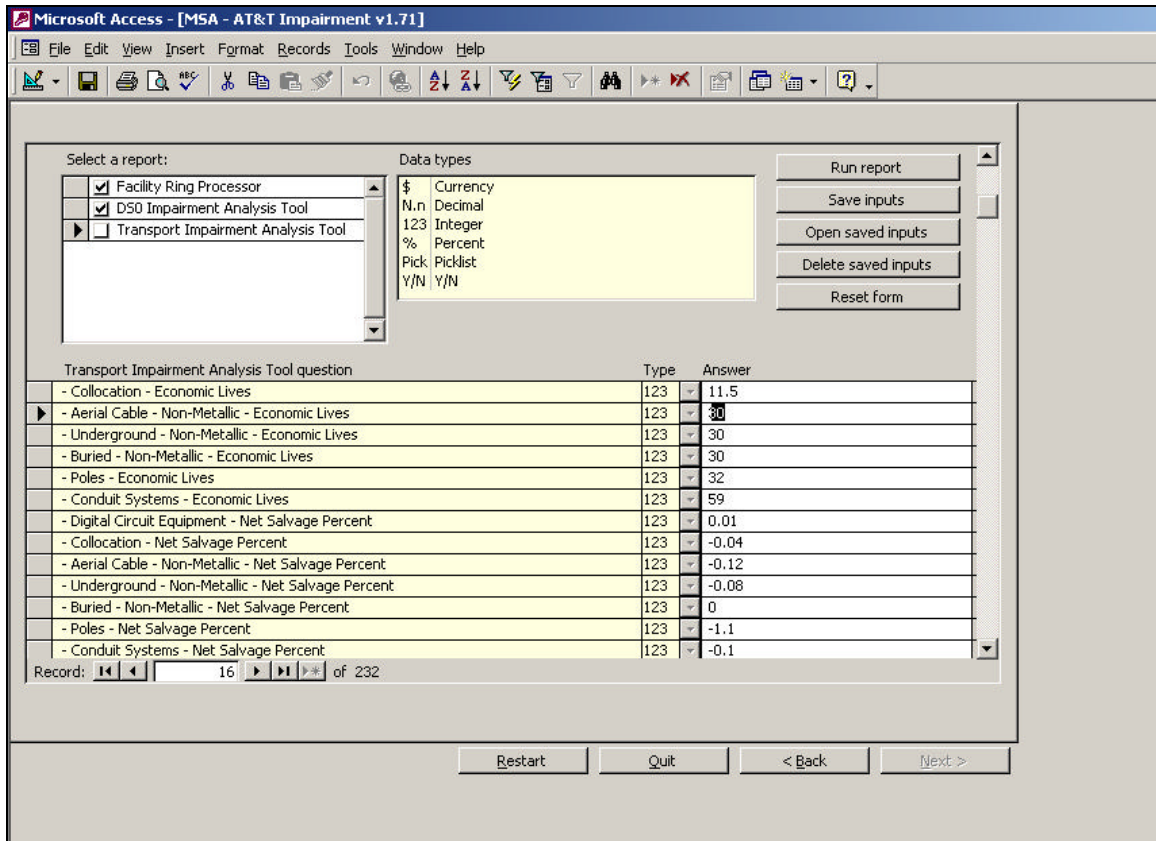 Microsoft Access - [MSA - AT&T Impairment v1.71]
File Edit View Insert Format Records Tools Window Help
Select a report:
Facility Ring Processor
DS0 Impairment Analysis Tool
Transport Impairment Analysis Tool
Data types
$ Currency
N.n Decimal
123 Integer
% Percent
Pick Picklist
Y/N Y/N
Run report
Save inputs
Open saved inputs
Delete saved inputs
Reset form
Transport Impairment Analysis Tool question Type Answer
- Collocation - Economic Lives 123 11.5
- Aerial Cable - Non-Metallic - Economic Lives 123 30
- Underground - Non-Metallic - Economic Lives 123 30
- Buried - Non-Metallic - Economic Lives 123 30
- Poles - Economic Lives 123 32
- Conduit Systems - Economic Lives 123 59
- Digital Circuit Equipment - Net Salvage Percent 123 0.01
- Collocation - Net Salvage Percent 123 -0.04
- Aerial Cable - Non-Metallic - Net Salvage Percent 123 -0.12
- Underground - Non-Metallic - Net Salvage Percent 123 -0.08
- Buried - Non-Metallic - Net Salvage Percent 123 0
- Poles - Net Salvage Percent 123 -1.1
- Conduit Systems - Net Salvage Percent 123 -0.1
Record: 16 of 232
Restart Quit < Back Next >